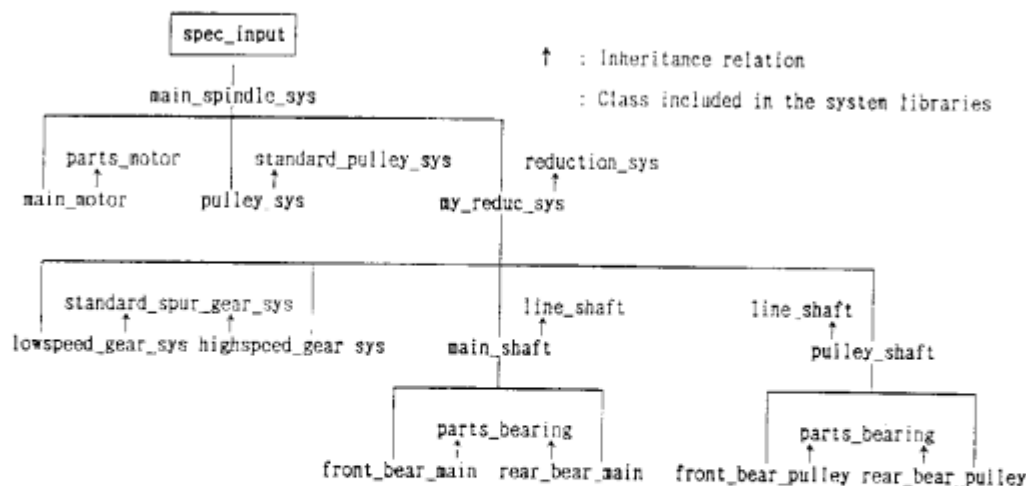 spec_input
↑ : Inheritance relation
main_spindle_sys
: Class included in the system libraries
parts_motor standard_pulley_sys reduction_sys
main_motor pulley_sys my_reduc_sys
standard_spur_gear_sys line_shaft line_shaft
lowspeed_gear_sys highspeed_gear sys main_shaft pulley_shaft
parts_bearing parts_bearing
front_bear_main rear_bear_main front_bear_pulley rear_bear_pulley